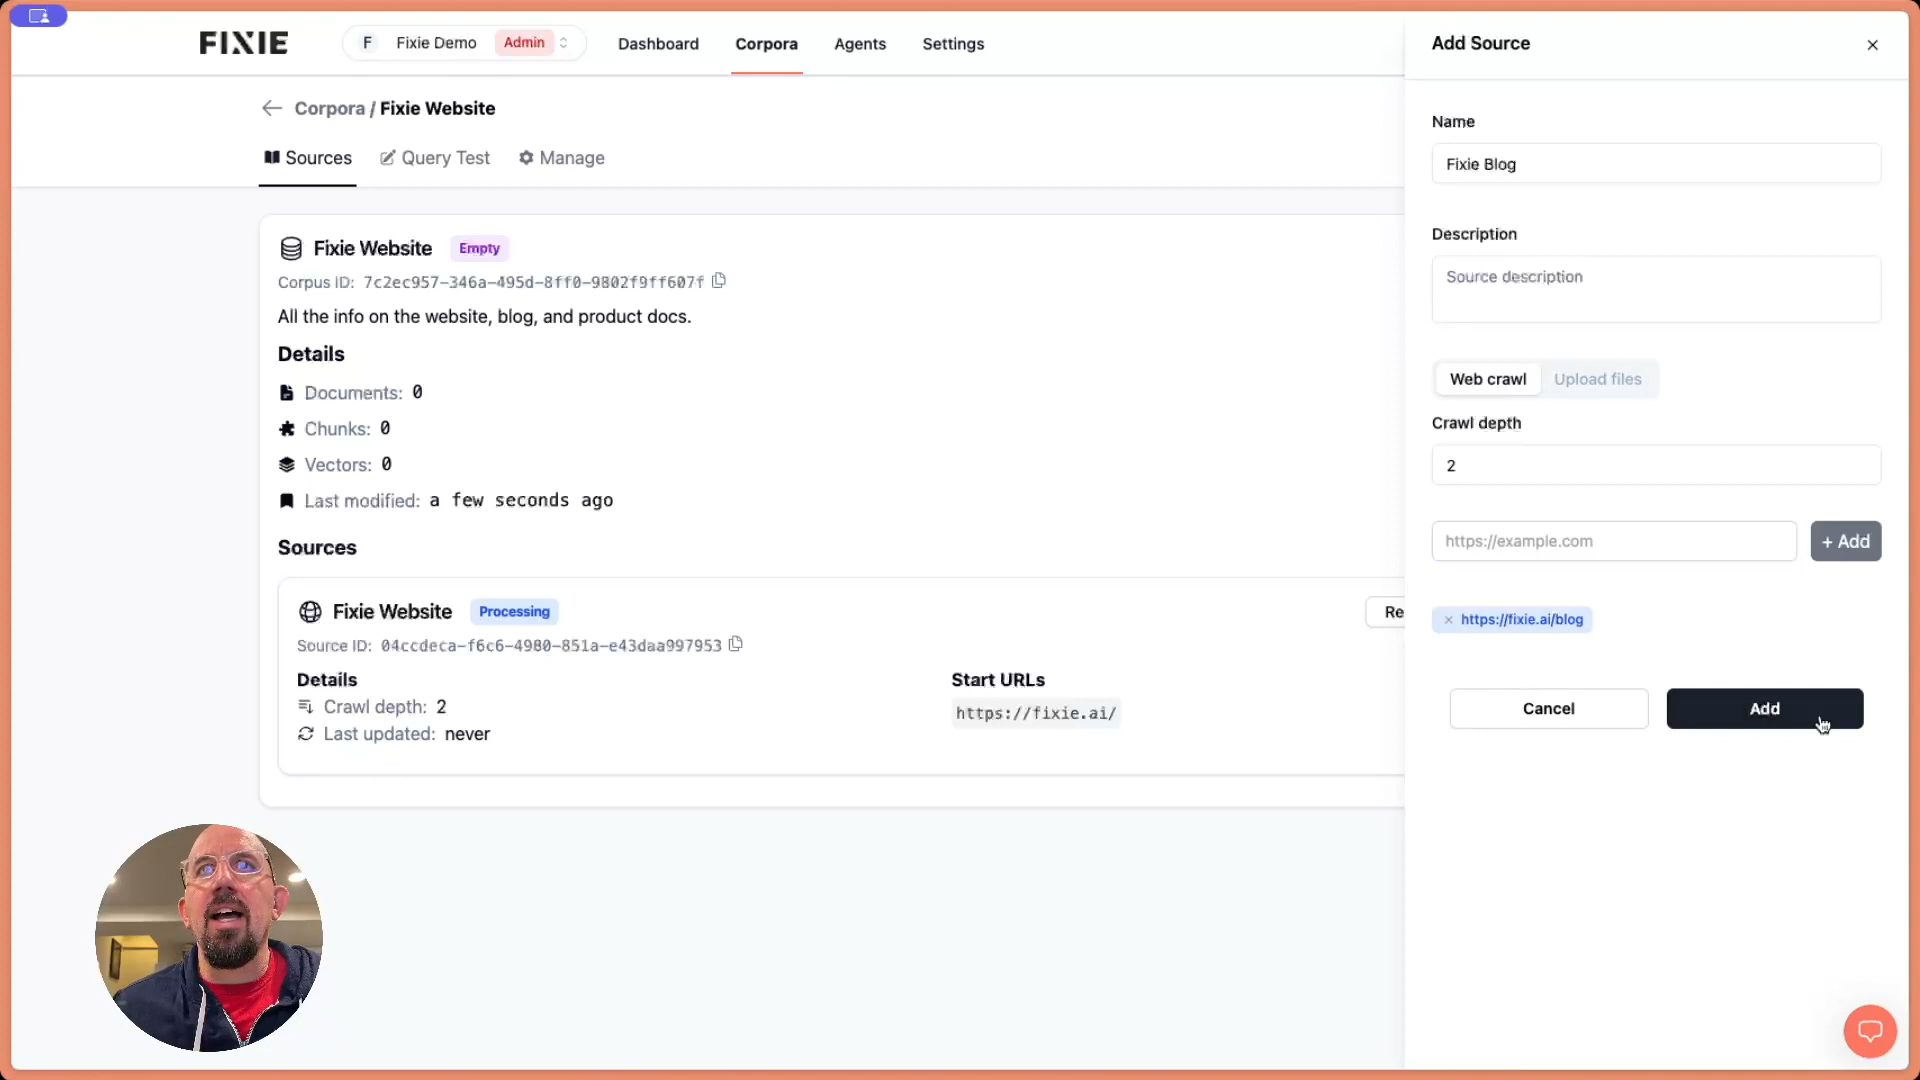 FIXIE
F Fixie Demo Admin
Dashboard
Corpora
Agents
Settings
Corpora / Fixie Website
Sources
Query Test
Manage
Fixie Website Empty
Corpus ID: 7c2ec957-346a-495d-8ff0-9802f9ff607f
All the info on the website, blog, and product docs.
Details
Documents: 0
Chunks: 0
Vectors: 0
Last modified: a few seconds ago
Sources
Fixie Website Processing
Re
Source ID: 04ccdeca-f6c6-4980-851a-e43daa997953
Details
Crawl depth: 2
Last updated: never
Start URLs
https://fixie.ai/
Add Source
Name
Fixie Blog
Description
Source description
Web crawl Upload files
Crawl depth
2
https://example.com
+ Add
× https://fixie.ai/blog
Cancel
Add